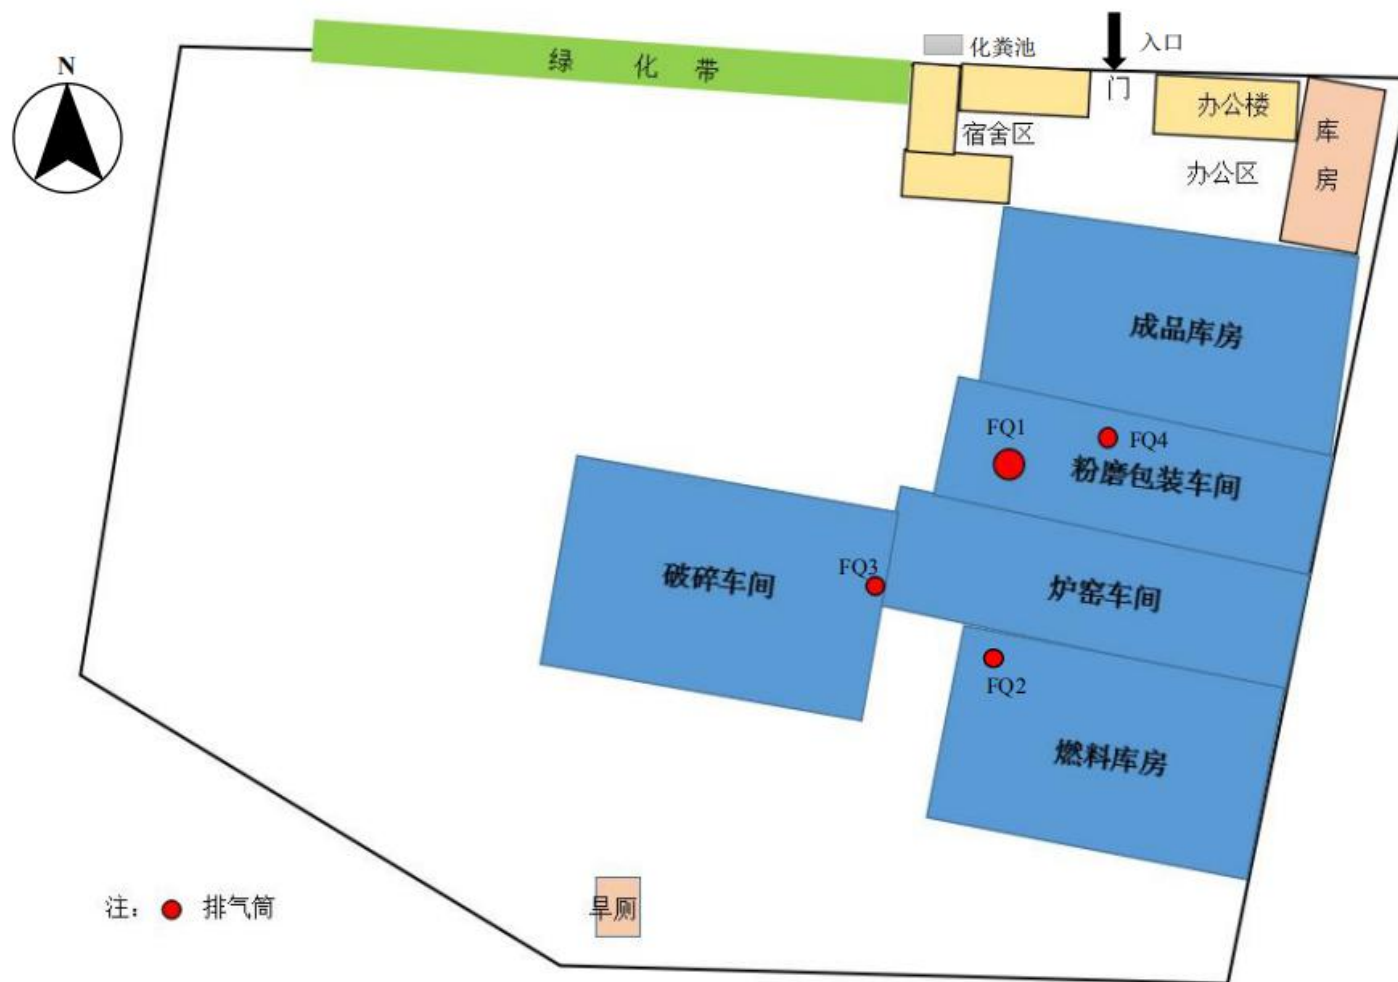 化粪池
入口
N
绿 化 带
门
办公楼
库
房
宿舍区
办公区
成品库房
FQ1
FQ4
粉磨包装车间
FQ3
破碎车间
炉窑车间
FQ2
燃料库房
注： 排气筒
旱厕